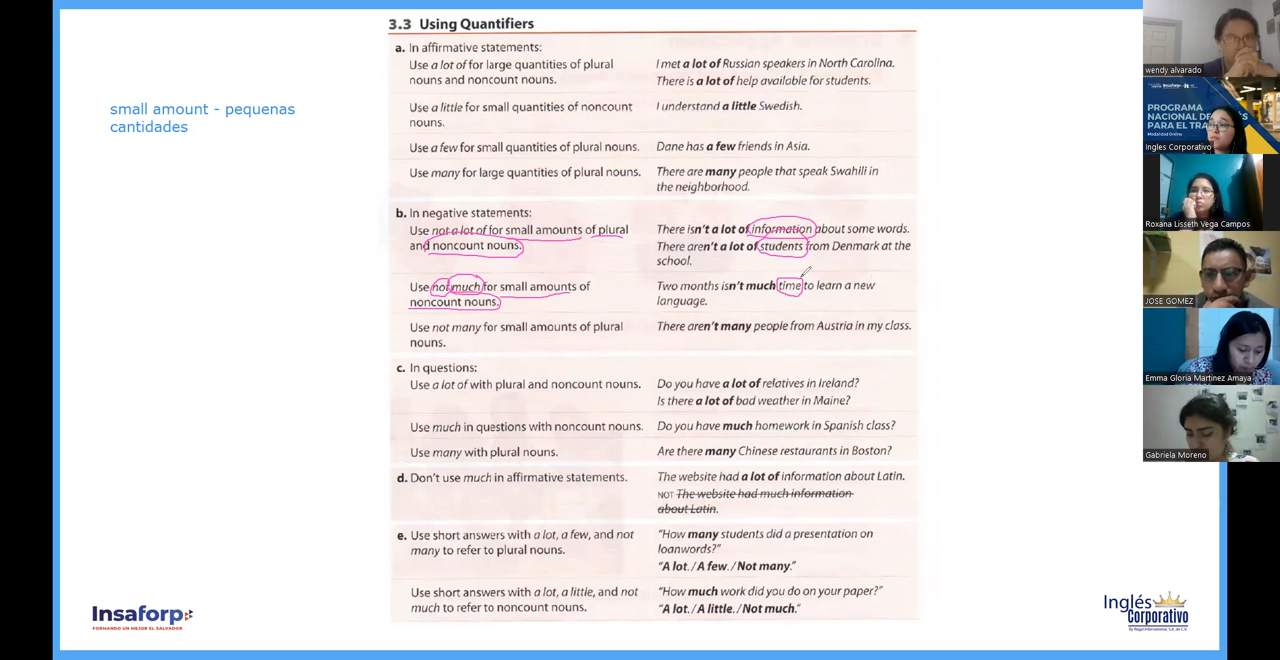 3.3 Using Quantifiers
a. In affirmative statements:
Use a lot of for large quantities of plural
nouns and noncount nouns.
I met a lot of Russian speakers in North Carolina.
There is a lot of help available for students.
Use a little for small quantities of noncount
nouns.
I understand a little Swedish.
Use a few for small quantities of plural nouns.
Dane has a few friends in Asia.
Use many for large quantities of plural nouns.
There are many people that speak Swahili in
the neighborhood.
b. In negative statements:
Use not a lot of for small amounts of plural
and noncount nouns.
There isn't a lot of information about some words.
There aren't a lot of students from Denmark at the
school.
Use not much for small amounts of
noncount nouns.
Two months isn't much time to learn a new
language.
Use not many for small amounts of plural
nouns.
There aren't many people from Austria in my class.
c. In questions:
Use a lot of with plural and noncount nouns.
Do you have a lot of relatives in Ireland?
Is there a lot of bad weather in Maine?
Use much in questions with noncount nouns.
Do you have much homework in Spanish class?
Use many with plural nouns.
Are there many Chinese restaurants in Boston?
d. Don't use much in affirmative statements.
The website had a lot of information about Latin.
NOT The website had much information
about Latin.
e. Use short answers with a lot, a few, and not
many to refer to plural nouns.
"How many students did a presentation on
loanwords?"
"A lot. / A few. / Not many."
Use short answers with a lot, a little, and not
much to refer to noncount nouns.
"How much work did you do on your paper?"
"A lot. / A little. / Not much."
small amount - pequenas
cantidades
Insaforp
FORMANDO UN MEJOR EL SALVADOR
Inglés
Corporativo
wendy alvarado
PROGRAMA
NACIONAL DE
PARA EL TRA
Modalidad Online
Ingles Corporativo
Roxana Lisseth Vega Campos
JOSE GOMEZ
Emma Gloria Martinez Amaya
Gabriela Moreno